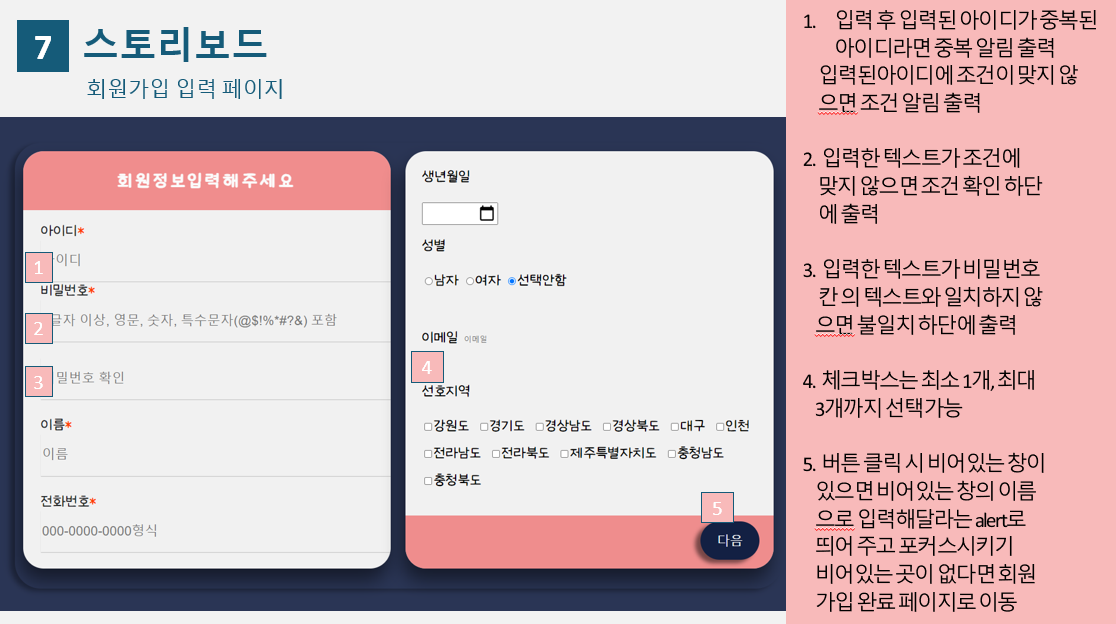 7
스토리보드
회원가입 입력 페이지
회원정보입력해주세요
아이디*
1
이디
비밀번호*
2
글자 이상, 영문, 숫자, 특수문자(@$!%*#?&) 포함
3
밀번호 확인
이름*
이름
전화번호*
000-0000-0000형식
생년월일
성별
남자 여자 선택안함
이메일 이메일
4
선호지역
강원도 경기도 경상남도 경상북도 대구 인천
전라남도 전라북도 제주특별자치도 충청남도
충청북도
5
다음
1. 입력 후 입력된 아이디가 중복된
아이디라면 중복 알림 출력
입력된아이디에 조건이 맞지 않
으면 조건 알림 출력
2. 입력한 텍스트가 조건에
맞지 않으면 조건 확인 하단
에 출력
3. 입력한 텍스트가 비밀번호
칸 의 텍스트와 일치하지 않
으면 불일치 하단에 출력
4. 체크박스는 최소 1개, 최대
3개까지 선택 가능
5. 버튼 클릭 시 비어있는 창이
있으면 비어 있는 창의 이름
으로 입력해달라는 alert로
띄어 주고 포커스시키기
비어있는 곳이 없다면 회원
가입 완료 페이지로 이동